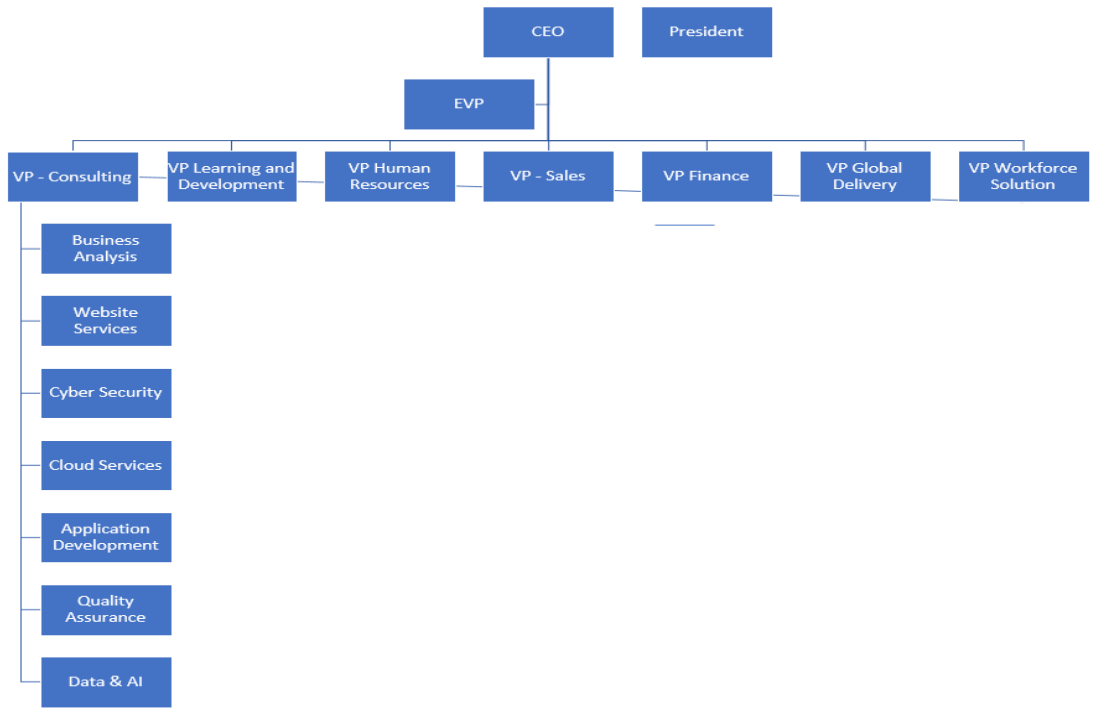 CEO
President
EVP
VP - Consulting
VP Learning and
Development
VP Human
Resources
VP - Sales
VP Finance
VP Global
Delivery
VP Workforce
Solution
Business
Analysis
Website
Services
Cyber Security
Cloud Services
Application
Development
Quality
Assurance
Data & AI